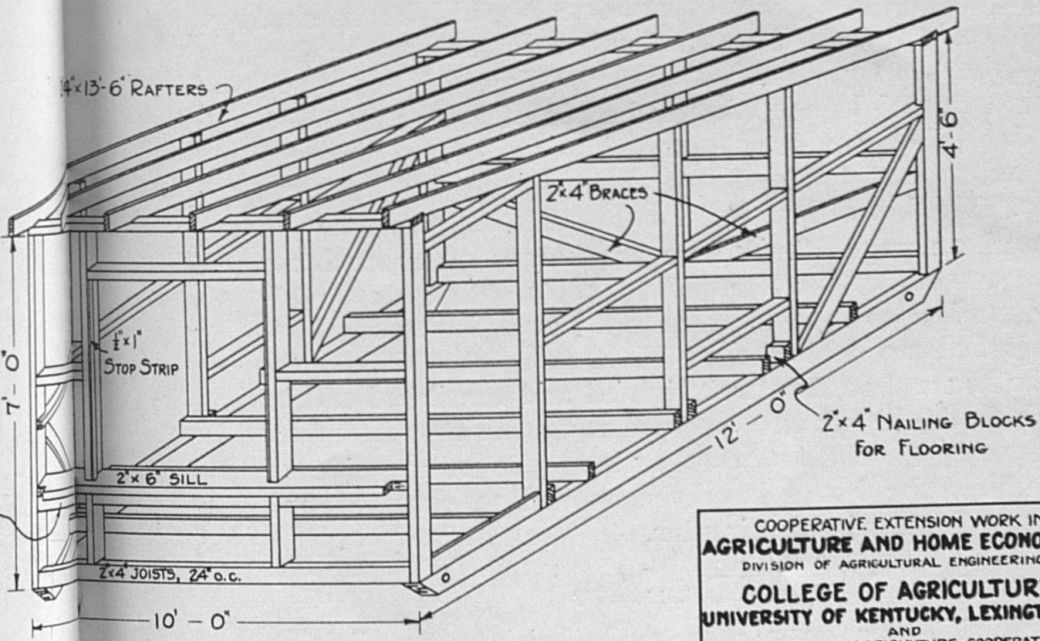 4"x13'-6" RAFTERS
2"x4" BRACES
4'-6"
½"x1"
STOP STRIP
7'-0"
12'-0"
2"x4" NAILING BLOCKS
FOR FLOORING
2"x6" SILL
2"x4" JOISTS, 24" O.C.
10'-0"
COOPERATIVE EXTENSION WORK IN
AGRICULTURE AND HOME ECONO
DIVISION OF AGRICULTURAL ENGINEERING
COLLEGE OF AGRICULTUR
UNIVERSITY OF KENTUCKY, LEXINGT
AND